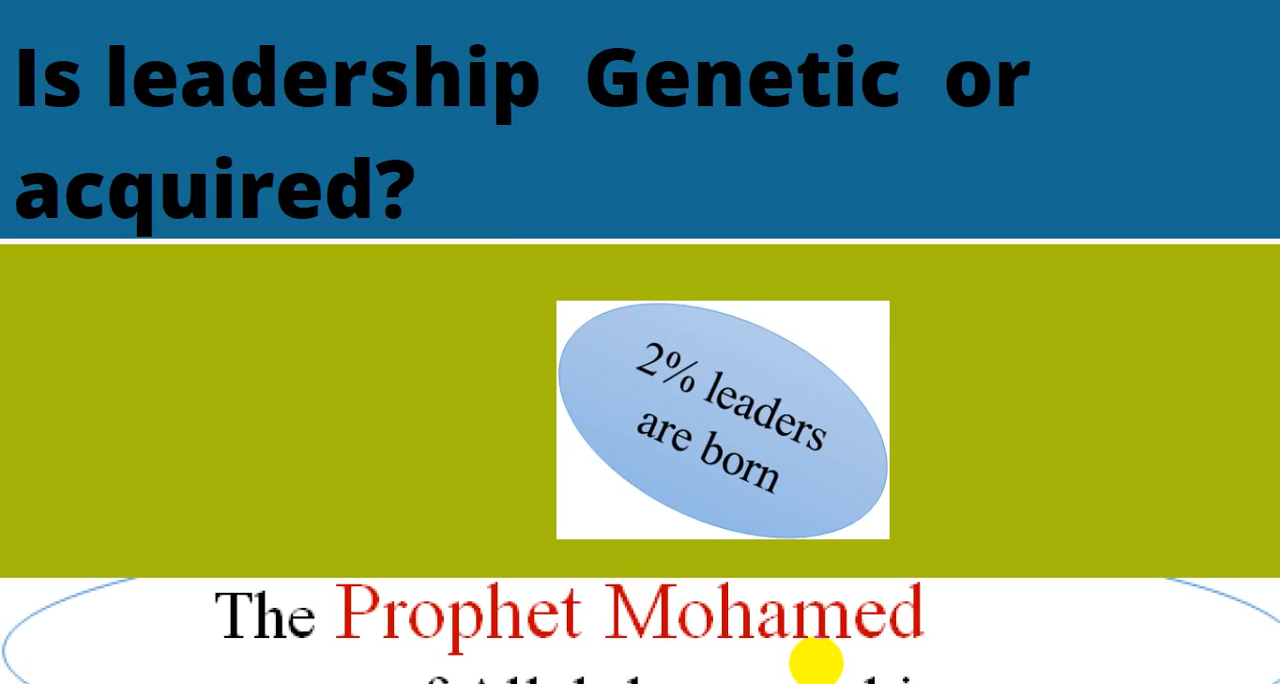 Is leadership Genetic or
acquired?
2% leaders
are born
The Prophet Mohamed